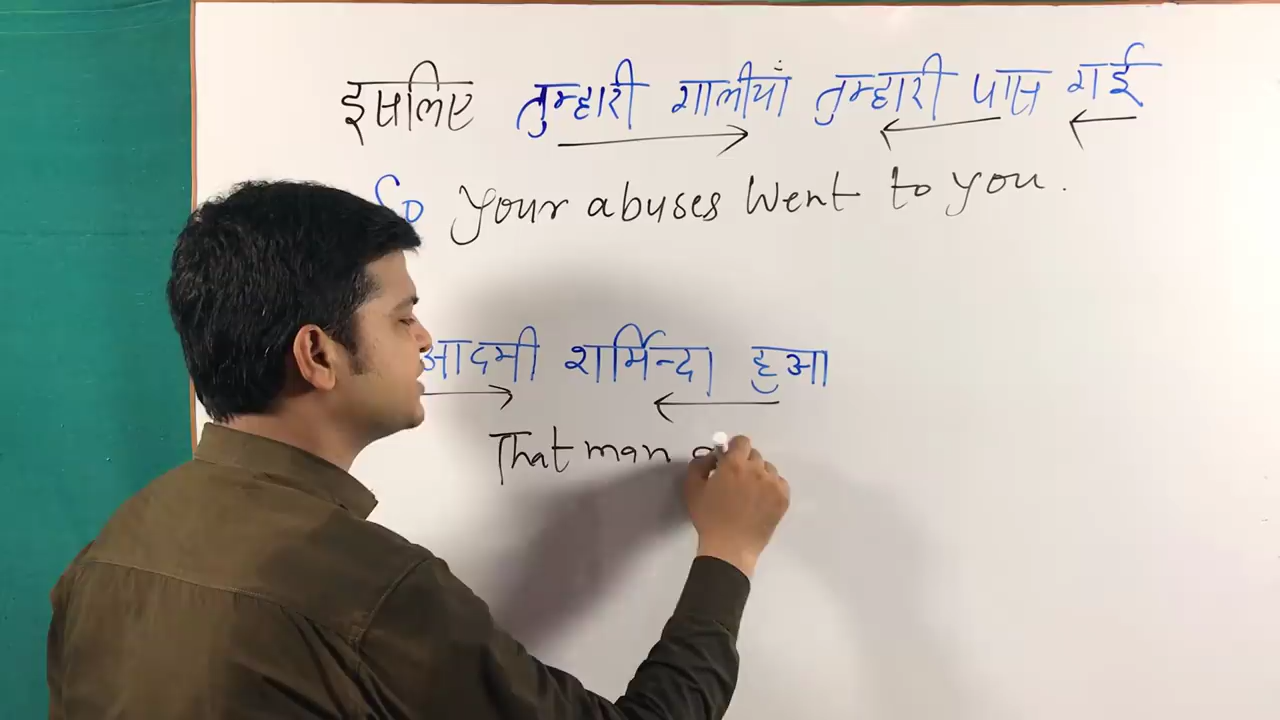 इसलिए तुम्हारी गालीयाँ तुम्हारी पास गई
So your abuses went to you.
आदमी शर्मिन्दा हुआ
That man